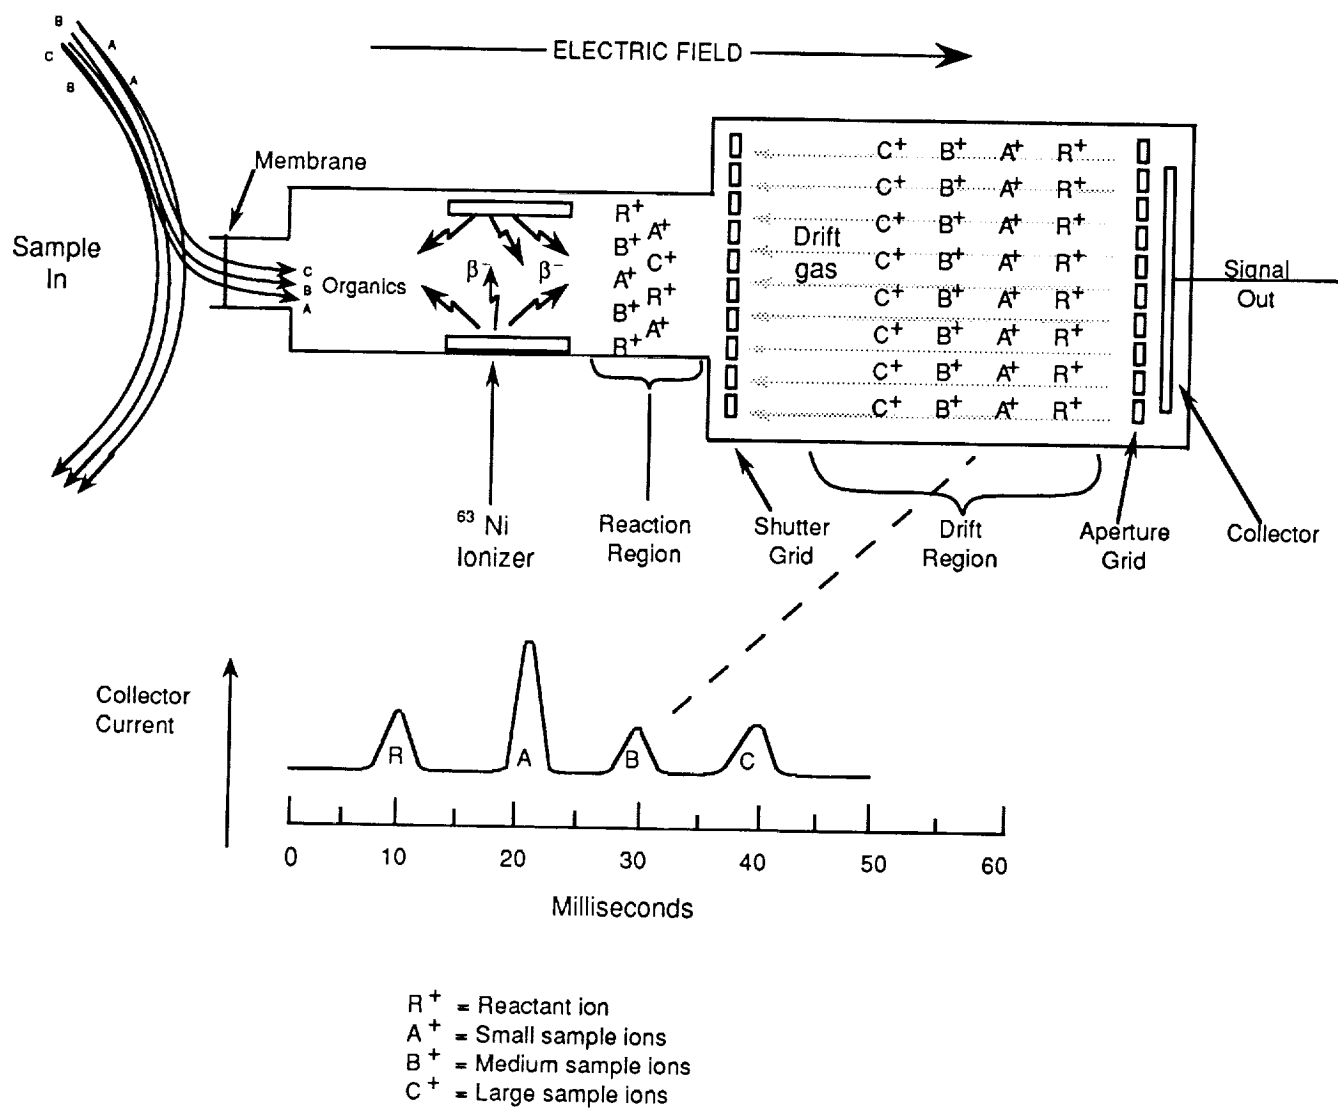 B
A
C
A
B
ELECTRIC FIELD
Membrane
Sample
In
C
B
A
Organics
β⁻ β⁻
R⁺
A⁺
B⁺
C⁺
A⁺
R⁺
B⁺
A⁺
R⁺
Drift
gas
C⁺ B⁺ A⁺ R⁺
C⁺ B⁺ A⁺ R⁺
C⁺ B⁺ A⁺ R⁺
C⁺ B⁺ A⁺ R⁺
C⁺ B⁺ A⁺ R⁺
C⁺ B⁺ A⁺ R⁺
C⁺ B⁺ A⁺ R⁺
C⁺ B⁺ A⁺ R⁺
Signal
Out
⁶³ Ni
Ionizer
Reaction
Region
Shutter
Grid
Drift
Region
Aperture
Grid
Collector
Collector
Current
R A B C
0 10 20 30 40 50 60
Milliseconds
R⁺ = Reactant ion
A⁺ = Small sample ions
B⁺ = Medium sample ions
C⁺ = Large sample ions